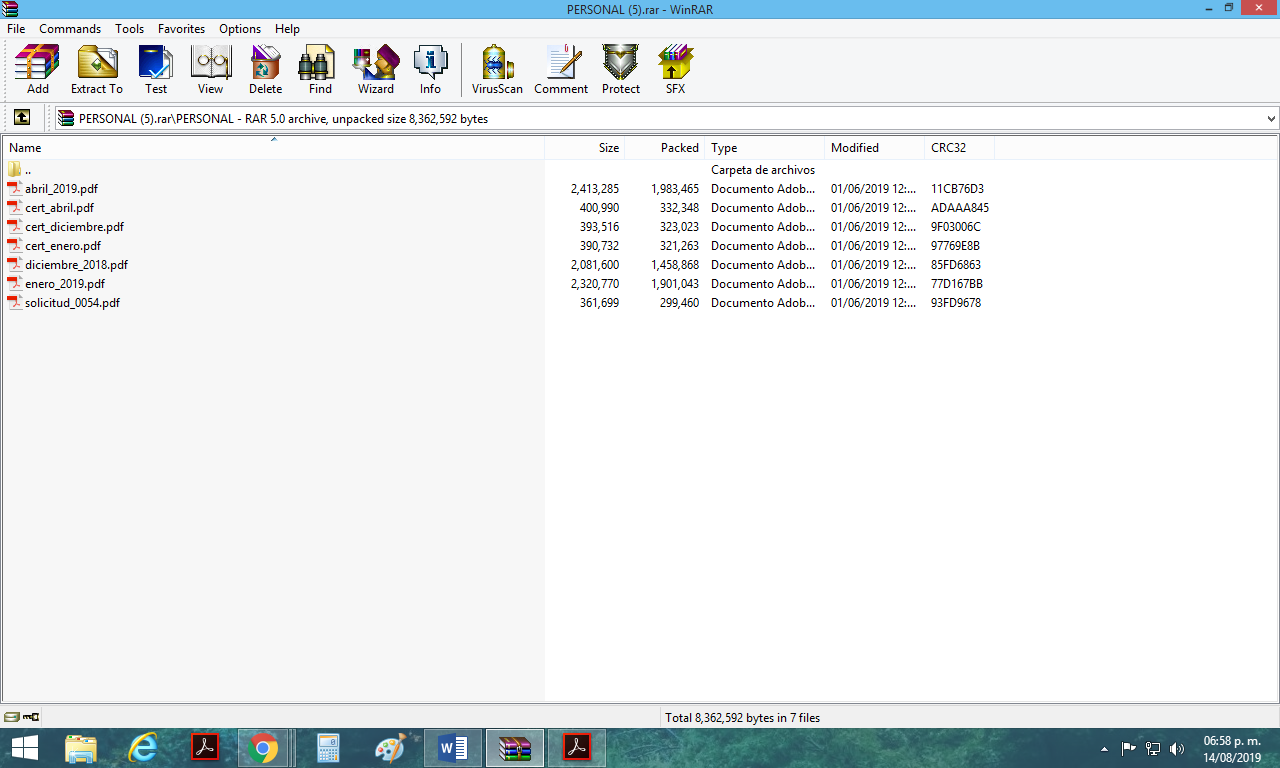 PERSONAL (5).rar - WinRAR
File Commands Tools Favorites Options Help
Add Extract To Test View Delete Find Wizard Info VirusScan Comment Protect SFX
PERSONAL (5).rar\PERSONAL - RAR 5.0 archive, unpacked size 8,362,592 bytes
Name Size Packed Type Modified CRC32
.. Carpeta de archivos
abril_2019.pdf 2,413,285 1,983,465 Documento Adob... 01/06/2019 12:... 11CB76D3
cert_abril.pdf 400,990 332,348 Documento Adob... 01/06/2019 12:... ADAAA845
cert_diciembre.pdf 393,516 323,023 Documento Adob... 01/06/2019 12:... 9F03006C
cert_enero.pdf 390,732 321,263 Documento Adob... 01/06/2019 12:... 97769E8B
diciembre_2018.pdf 2,081,600 1,458,868 Documento Adob... 01/06/2019 12:... 85FD6863
enero_2019.pdf 2,320,770 1,901,043 Documento Adob... 01/06/2019 12:... 77D167BB
solicitud_0054.pdf 361,699 299,460 Documento Adob... 01/06/2019 12:... 93FD9678
Total 8,362,592 bytes in 7 files
06:58 p. m.
14/08/2019